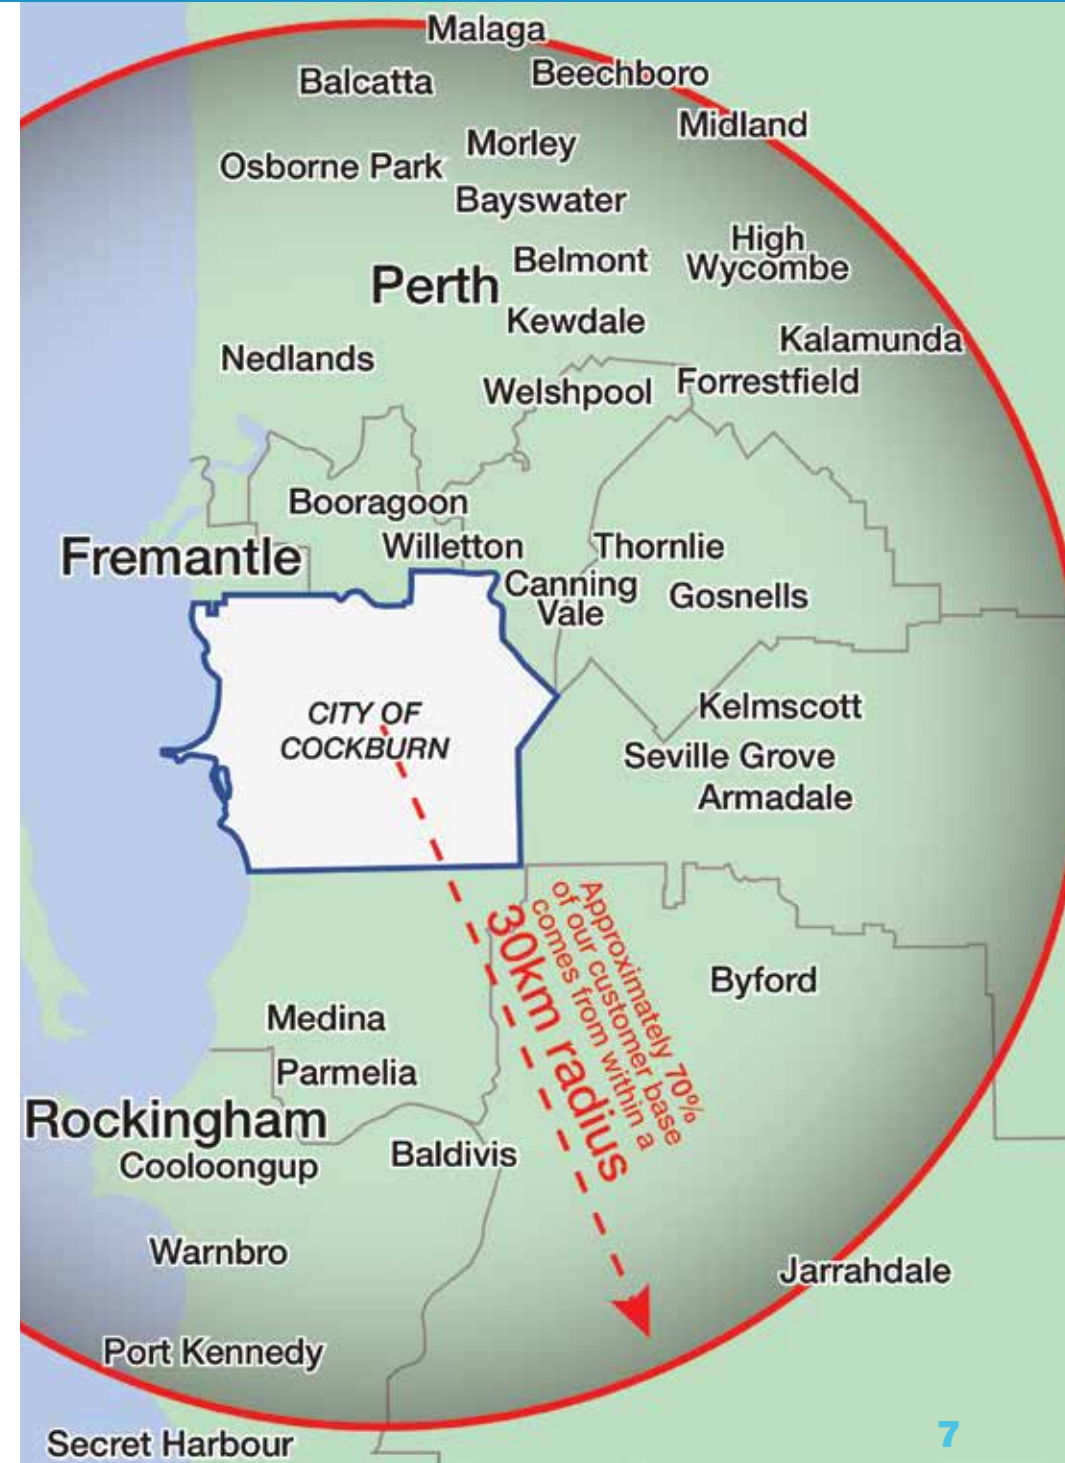 Malaga
Beechboro
Balcatta
Midland
Morley
Osborne Park
Bayswater
High
Wycombe
Belmont
Perth
Kewdale
Kalamunda
Nedlands
Welshpool
Forrestfield
Booragoon
Fremantle
Willetton
Thornlie
Canning
Vale
Gosnells
CITY OF
COCKBURN
Kelmscott
Seville Grove
Armadale
Approximately 70%
of our customer base
comes from within a
30km radius
Byford
Medina
Parmelia
Rockingham
Cooloongup
Baldivis
Warnbro
Jarrahdale
Port Kennedy
Secret Harbour
7